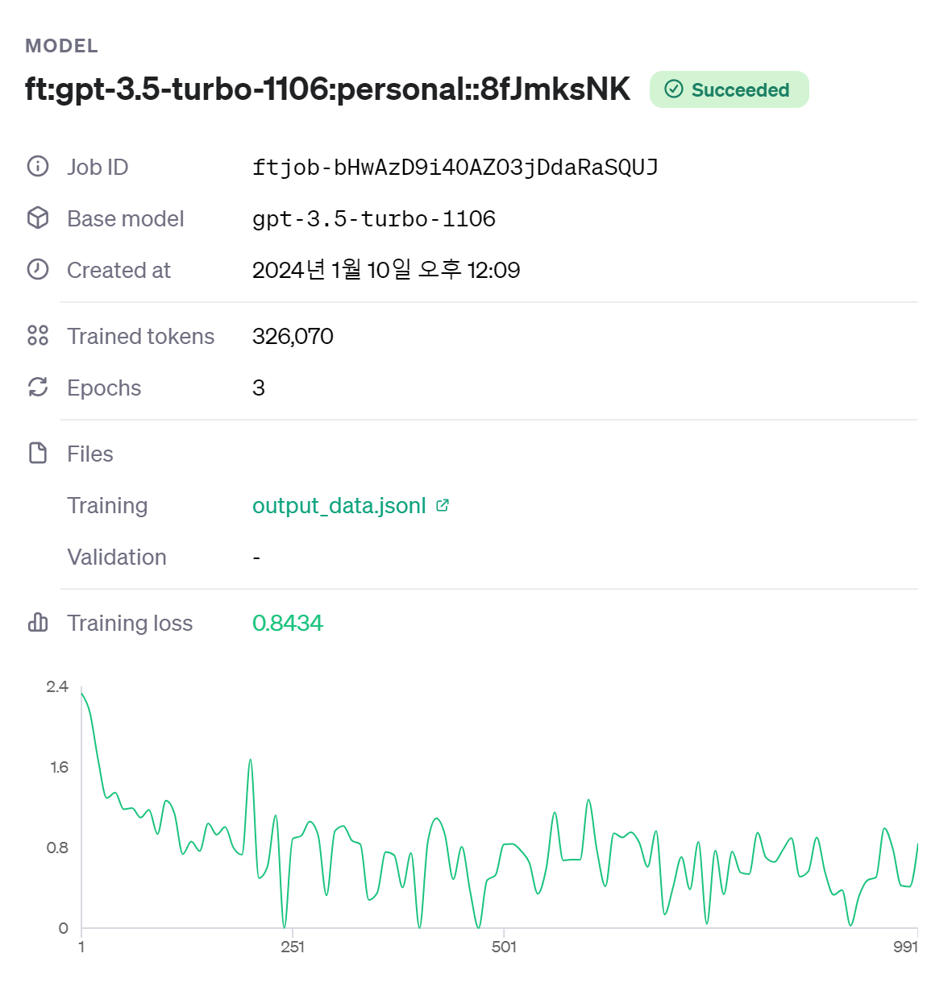 MODEL
ft:gpt-3.5-turbo-1106:personal::8fJmksNK Succeeded
Job ID ftjob-bHwAzD9i4OAZO3jDdaRaSQUJ
Base model gpt-3.5-turbo-1106
Created at 2024년 1월 10일 오후 12:09
Trained tokens 326,070
Epochs 3
Files
Training output_data.jsonl
Validation -
Training loss 0.8434
2.4
1.6
0.8
0
1 251 501 991